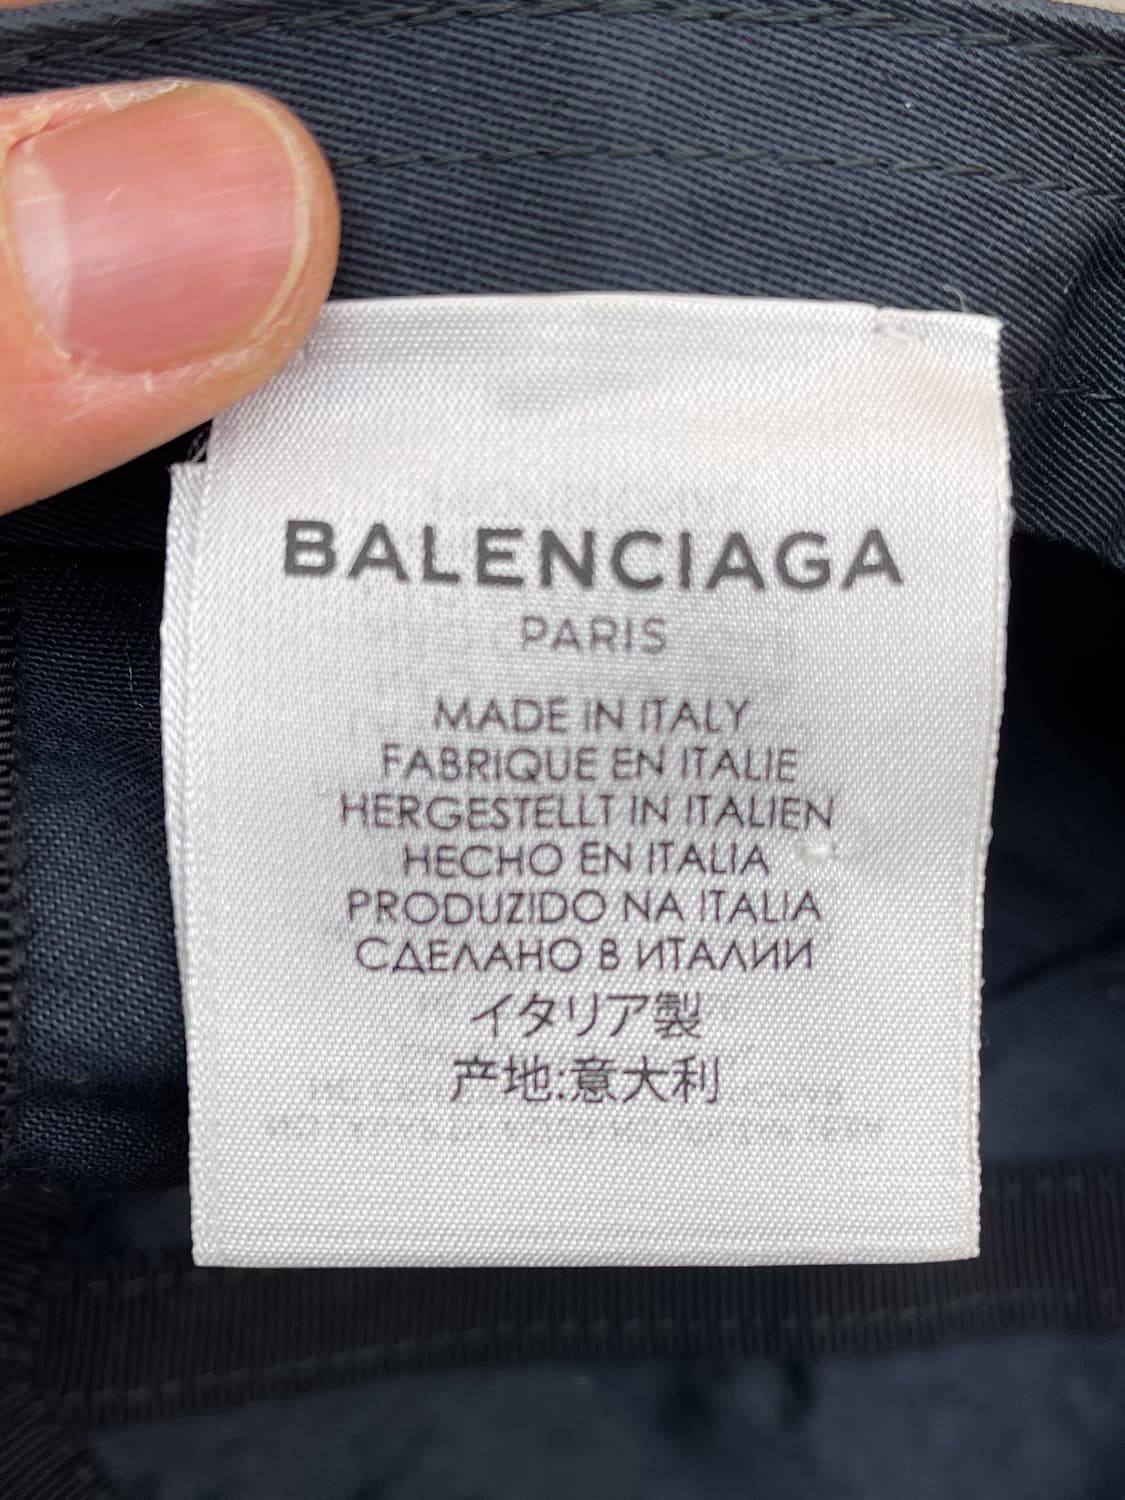 BALENCIAGA
PARIS
MADE IN ITALY
FABRIQUE EN ITALIE
HERGESTELLT IN ITALIEN
HECHO EN ITALIA
PRODUZIDO NA ITALIA
СДЕЛАНО В ИТАЛИИ
イタリア製
产地:意大利